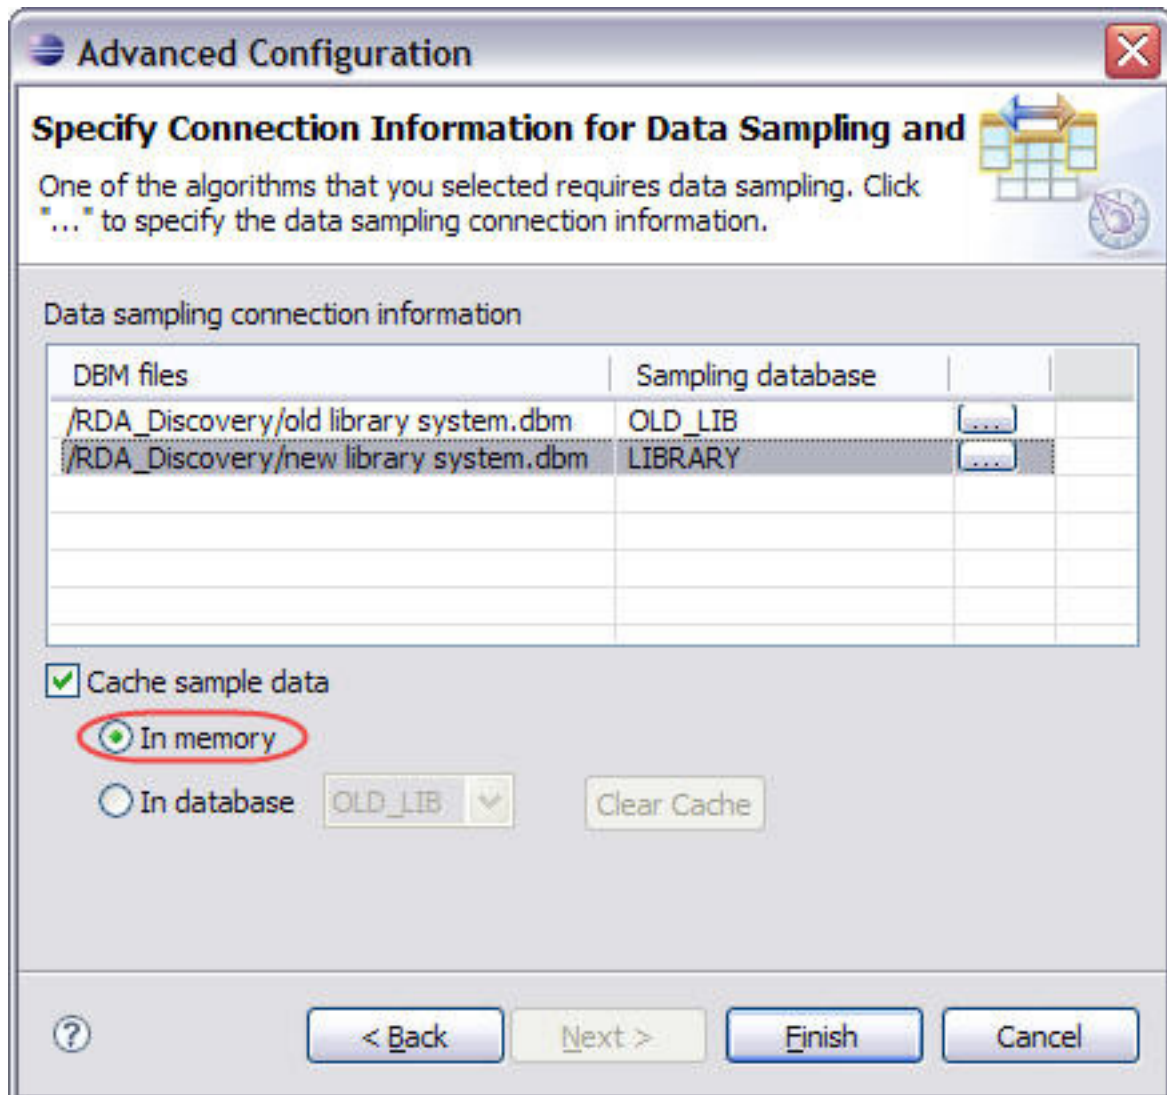 Advanced Configuration
Specify Connection Information for Data Sampling and
One of the algorithms that you selected requires data sampling. Click
"..." to specify the data sampling connection information.
Data sampling connection information
DBM files Sampling database
/RDA_Discovery/old library system.dbm OLD_LIB ...
/RDA_Discovery/new library system.dbm LIBRARY ...
Cache sample data
In memory
In database OLD_LIB Clear Cache
? < Back Next > Finish Cancel